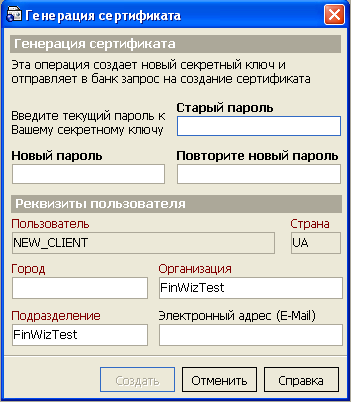 Генерация сертификата
Генерация сертификата
Эта операция создает новый секретный ключ и
отправляет в банк запрос на создание сертификата
Старый пароль
Введите текущий пароль к
Вашему секретному ключу
Новый пароль Повторите новый пароль
Реквизиты пользователя
Пользователь Страна
NEW_CLIENT UA
Город Организация
FinWizTest
Подразделение Электронный адрес (E-Mail)
FinWizTest
Создать Отменить Справка